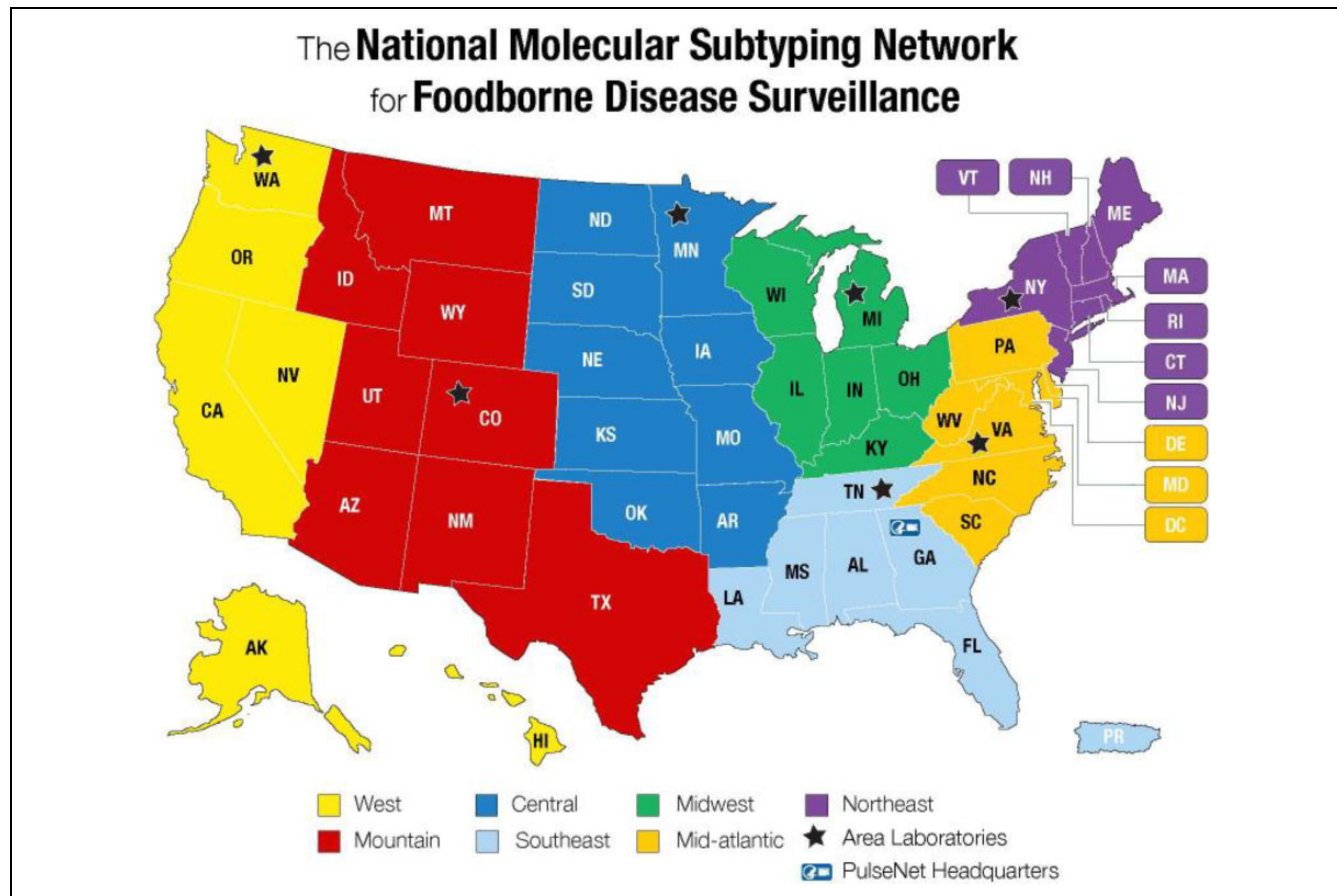 The National Molecular Subtyping Network
for Foodborne Disease Surveillance
WA
MT
ND
MN
VT
NH
ME
OR
ID
SD
WI
MI
NY
MA
WY
RI
NV
NE
IA
PA
CT
CA
UT
CO
IL
IN
OH
NJ
KS
MO
WV
VA
DE
KY
MD
AZ
NM
OK
AR
TN
NC
DC
SC
MS
AL
GA
TX
LA
AK
FL
HI
PR
West
Central
Midwest
Northeast
Mountain
Southeast
Mid-atlantic
Area Laboratories
PulseNet Headquarters